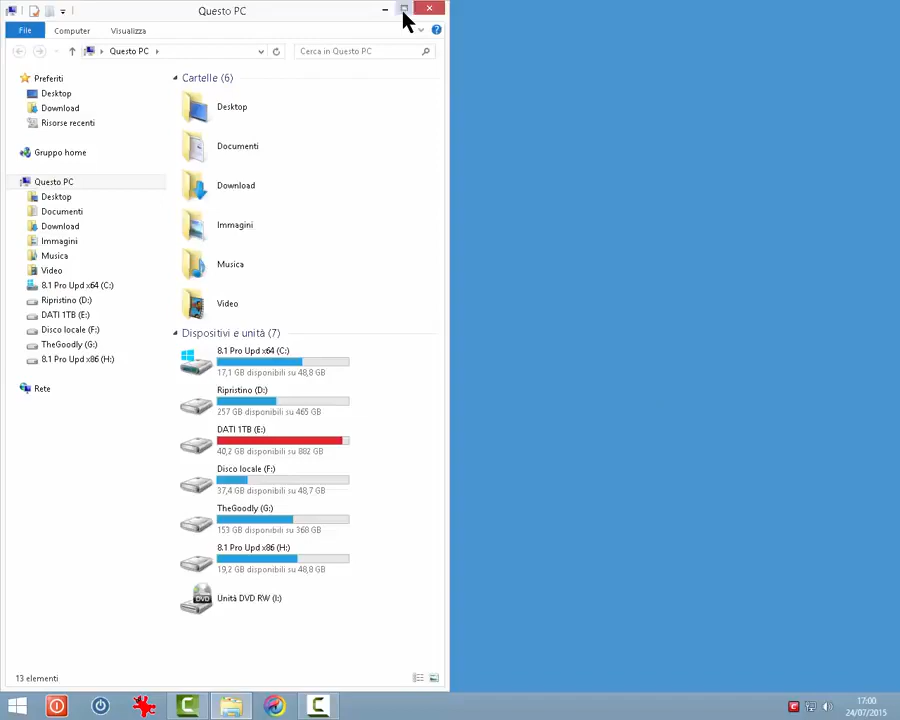 Questo PC
File Computer Visualizza
Questo PC
Cerca in Questo PC
Preferiti
Desktop
Download
Risorse recenti
Gruppo home
Questo PC
Desktop
Documenti
Download
Immagini
Musica
Video
8.1 Pro Upd x64 (C:)
Ripristino (D:)
DATI 1TB (E:)
Disco locale (F:)
TheGoodly (G:)
8.1 Pro Upd x86 (H:)
Rete
Cartelle (6)
Desktop
Documenti
Download
Immagini
Musica
Video
Dispositivi e unità (7)
8.1 Pro Upd x64 (C:)
17,1 GB disponibili su 48,8 GB
Ripristino (D:)
257 GB disponibili su 465 GB
DATI 1TB (E:)
40,2 GB disponibili su 882 GB
Disco locale (F:)
37,4 GB disponibili su 48,7 GB
TheGoodly (G:)
153 GB disponibili su 368 GB
8.1 Pro Upd x86 (H:)
19,2 GB disponibili su 48,8 GB
DVD
Unità DVD RW (I:)
13 elementi
17:00
24/07/2015